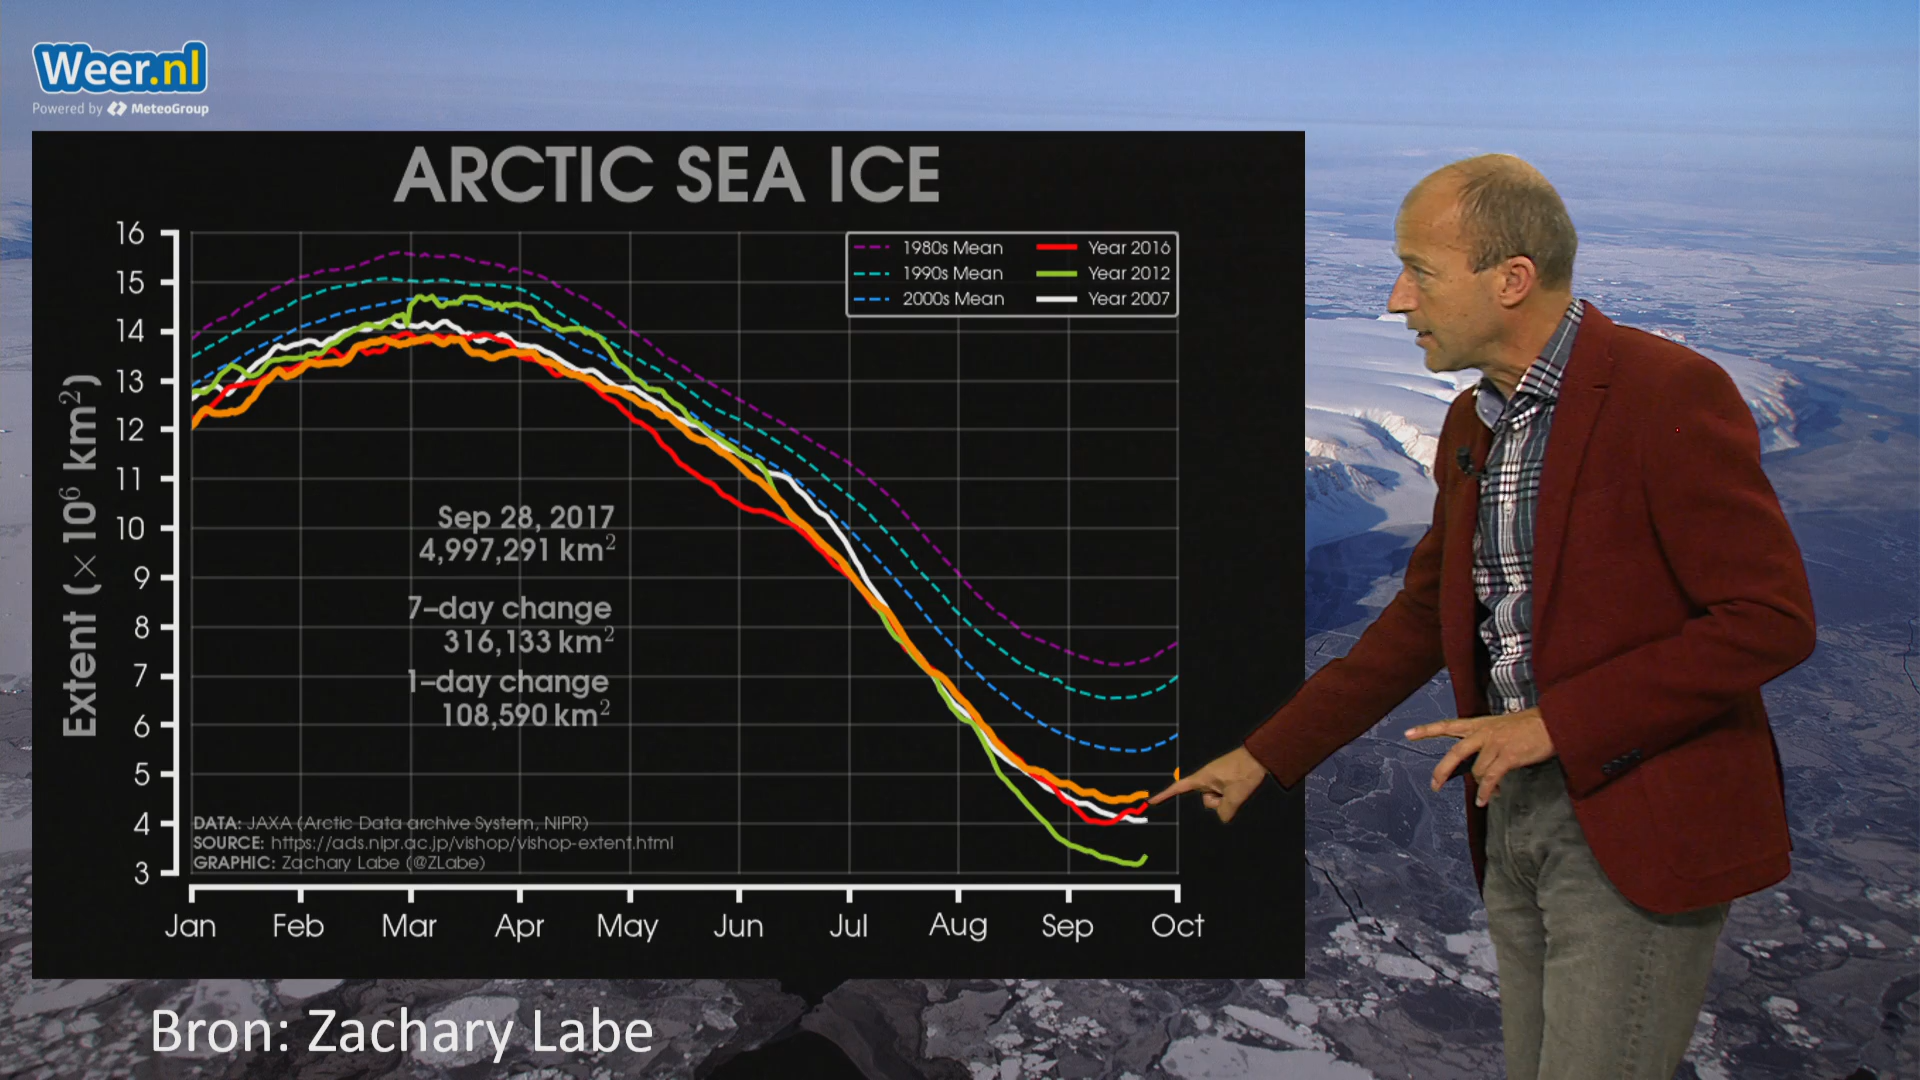 Weer.nl
Powered by MeteoGroup
ARCTIC SEA ICE
Extent (× 10⁶ km²)
16
15
14
13
12
11
10
9
8
7
6
5
4
3
1980s Mean
1990s Mean
2000s Mean
Year 2016
Year 2012
Year 2007
Sep 28, 2017
4,997,291 km²
7–day change
316,133 km²
1–day change
108,590 km²
DATA: JAXA (Arctic Data archive System, NIPR)
SOURCE: https://ads.nipr.ac.jp/vishop/vishop-extent.html
GRAPHIC: Zachary Labe (@ZLabe)
Jan Feb Mar Apr May Jun Jul Aug Sep Oct
Bron: Zachary Labe